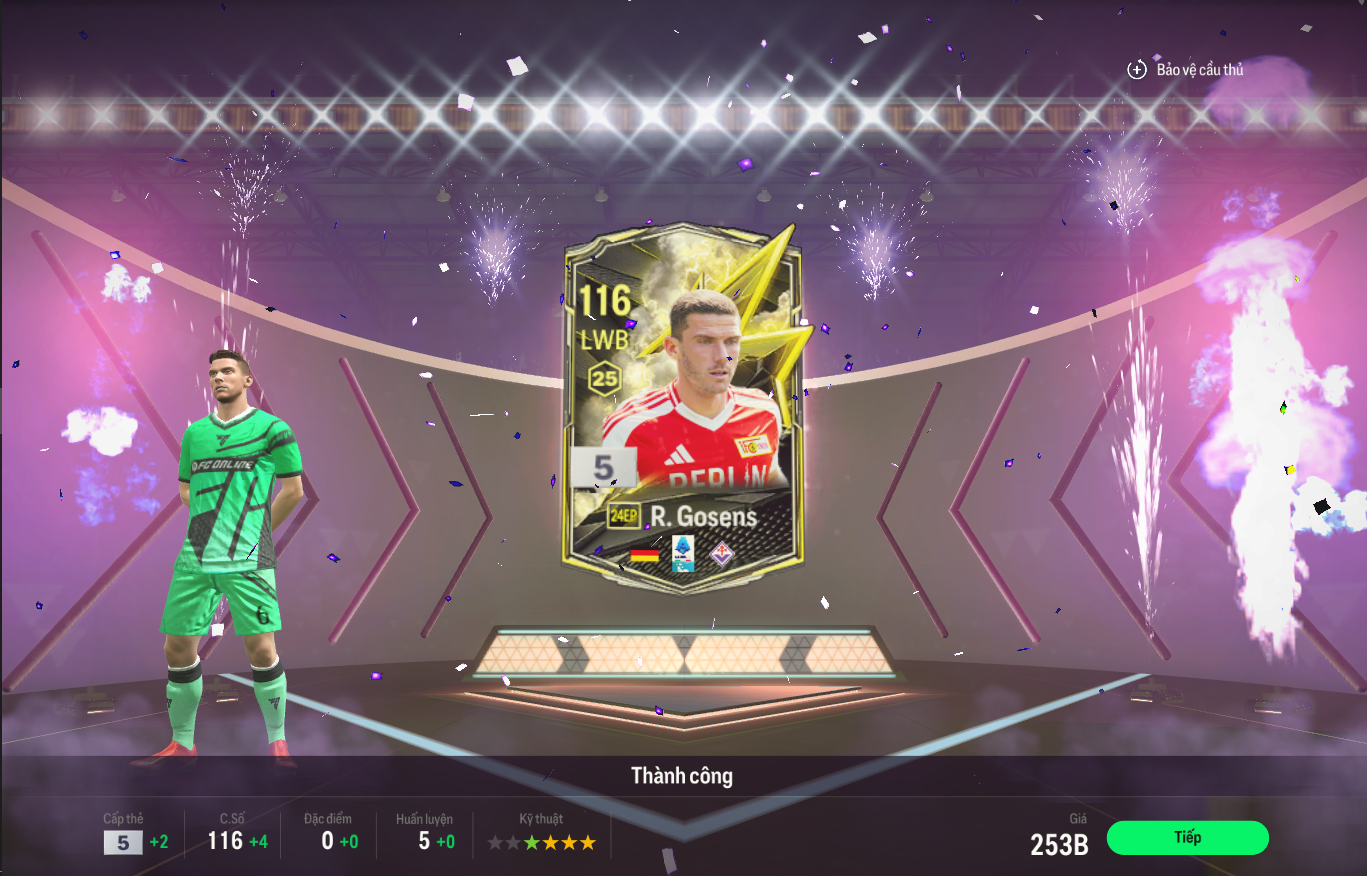 Bảo vệ cầu thủ
116
LWB
25
5
BERLIN
24EP R. Gosens
FC ONLINE
6
Thành công
Cấp thẻ
5 +2
C.Số
116 +4
Đặc điểm
0 +0
Huấn luyện
5 +0
Kỹ thuật
Giá
253B
Tiếp